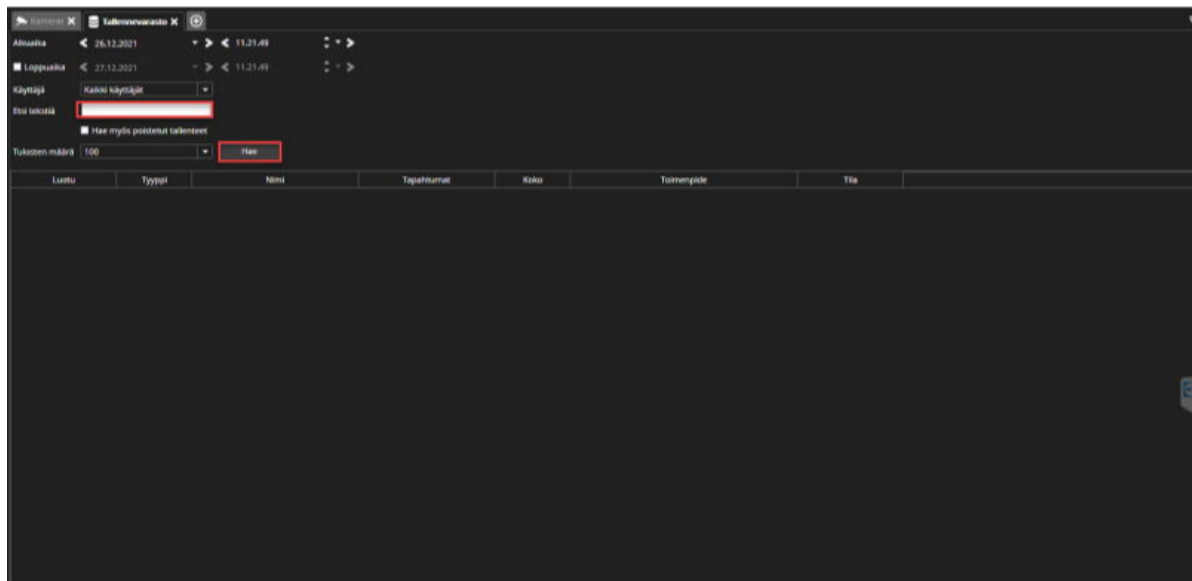 Kamerat Tallennevarasto
Alkuaika 26.12.2021 11.21.49
Loppuaika 27.12.2021 11.21.49
Käyttäjä Kaikki käyttäjät
Etsi tekstiä
Hae myös poistetut tallenteet
Tulosten määrä 100 Hae
Luotu Tyyppi Nimi Tapahtumat Koko Toimenpide Tila